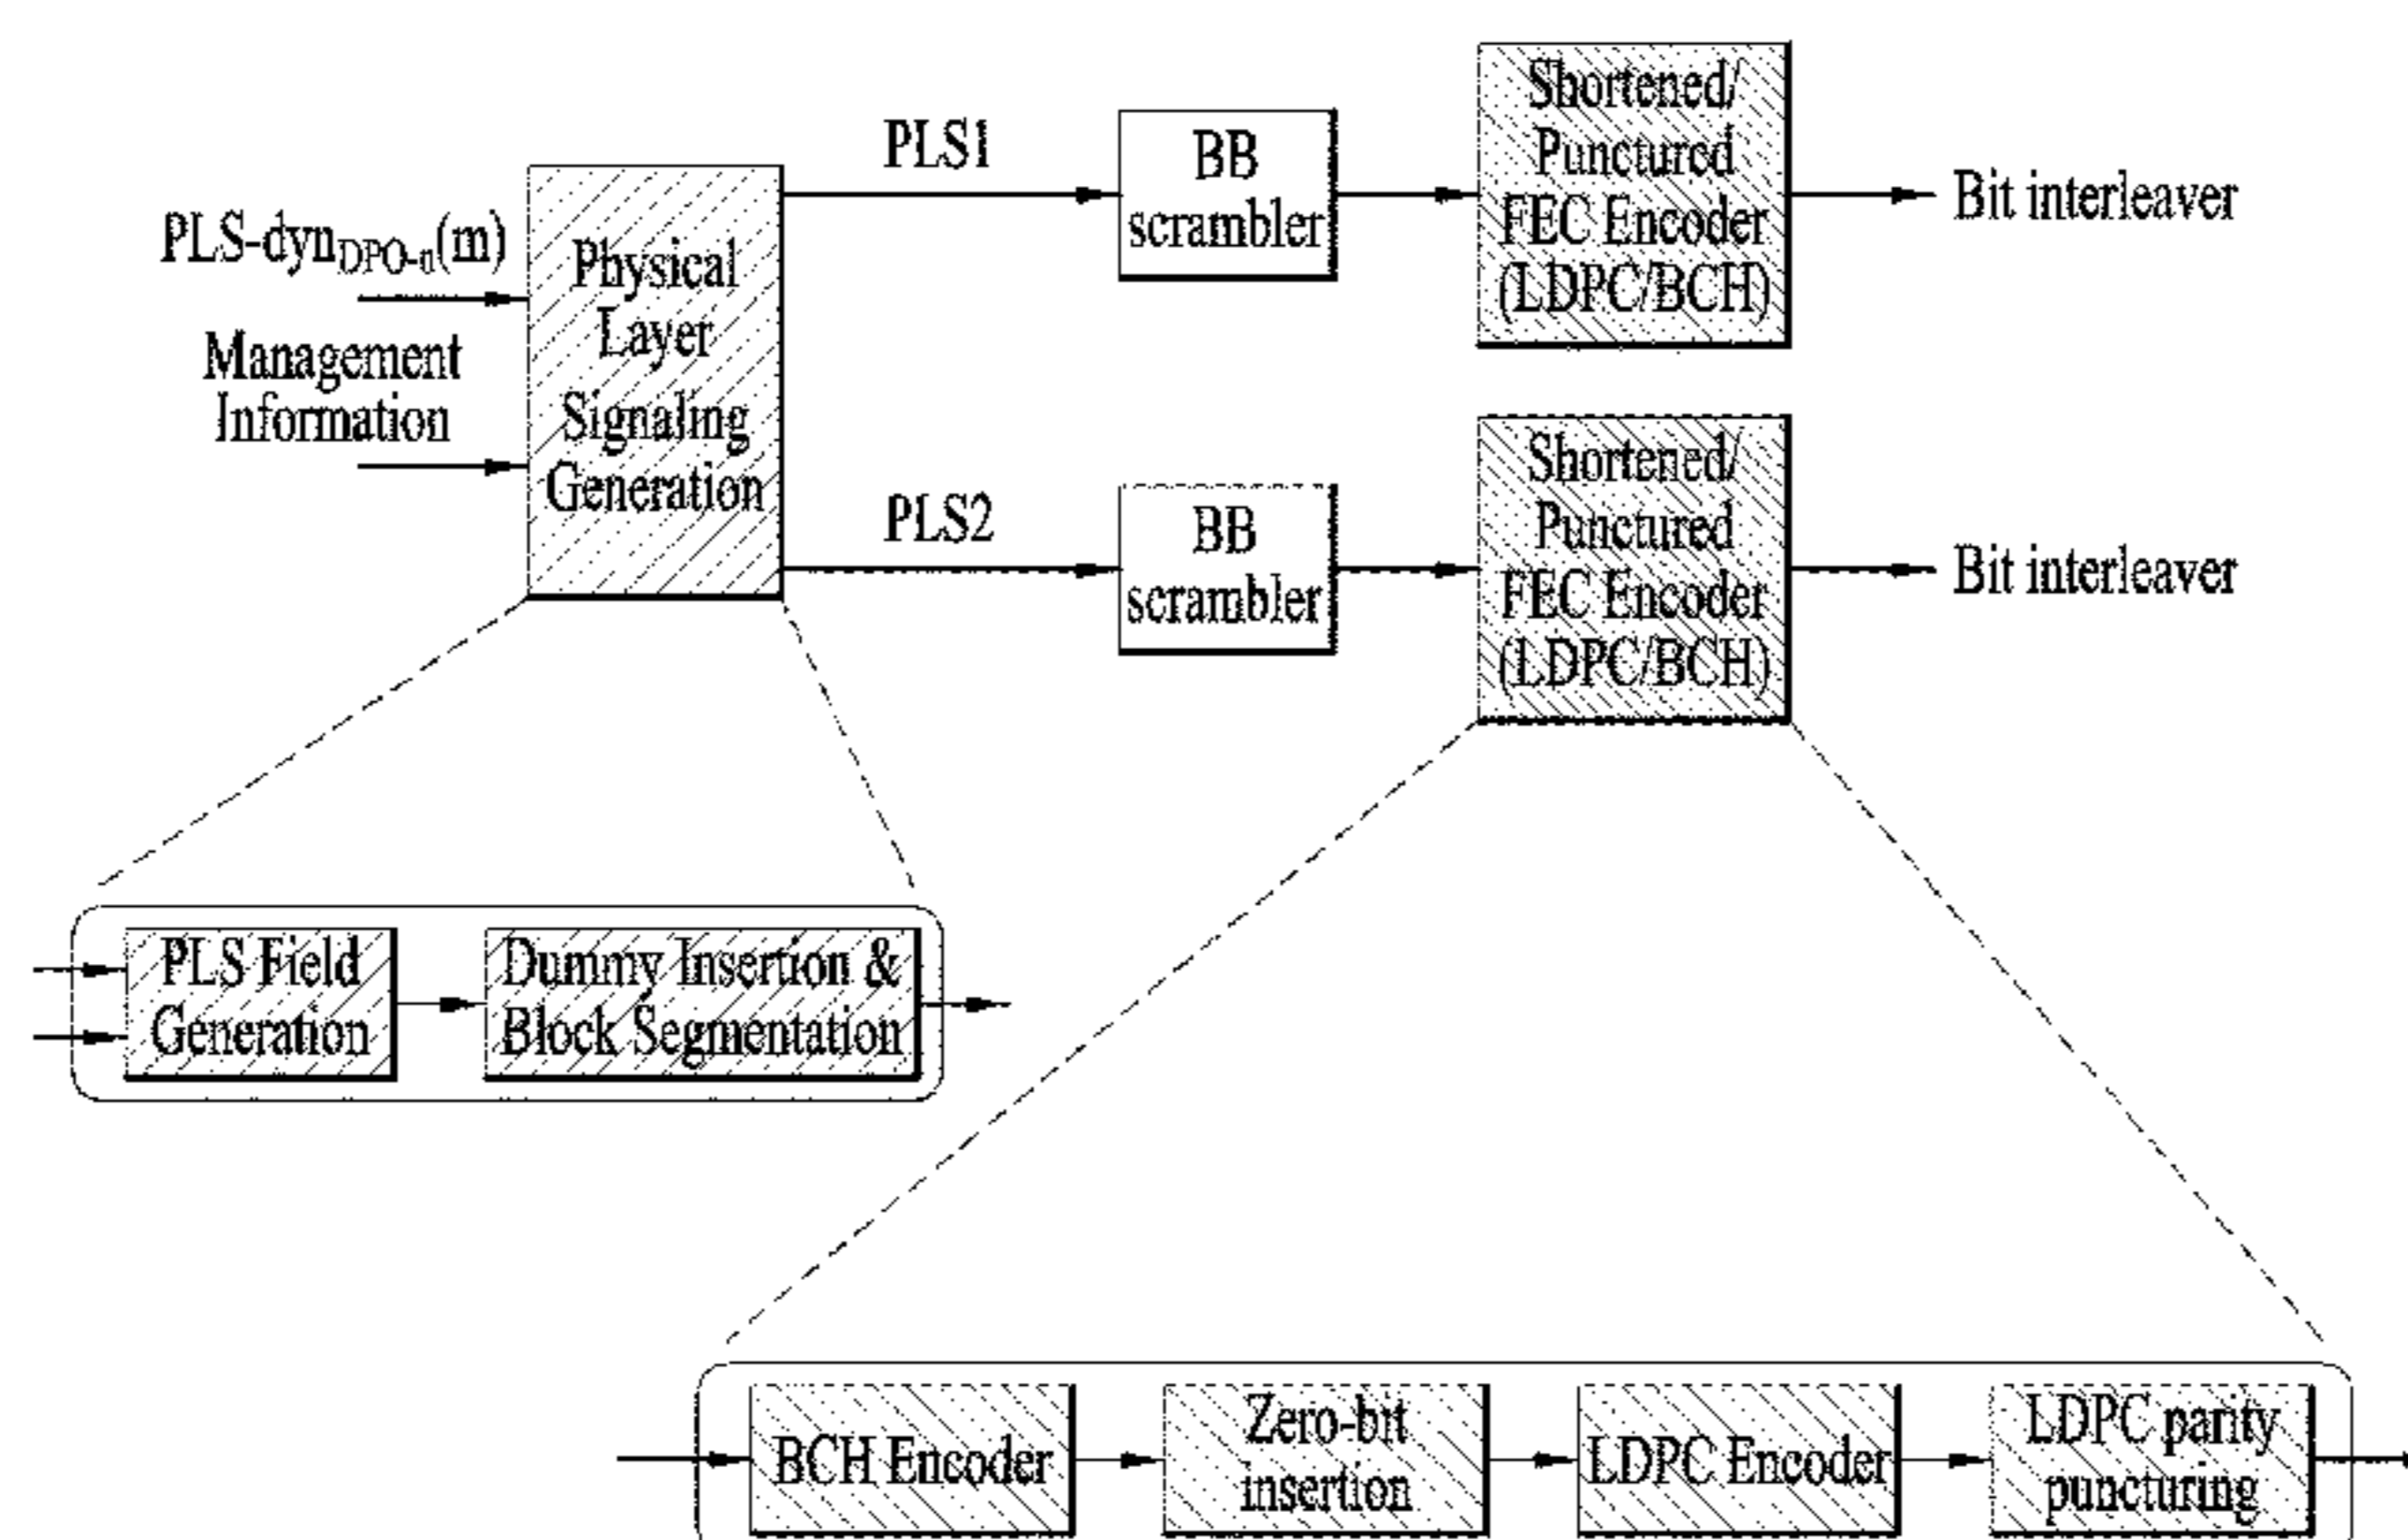 PLS-dynDPO-n(m)
Management
Information
Physical
Layer
Signaling
Generation
PLS1
BB
scrambler
Shortened/
Punctured
FEC Encoder
(LDPC/BCH)
Bit interleaver
PLS2
BB
scrambler
Shortened/
Punctured
FEC Encoder
(LDPC/BCH)
Bit interleaver
PLS Field
Generation
Dummy Insertion &
Block Segmentation
BCH Encoder
Zero-bit
insertion
LDPC Encoder
LDPC parity
puncturing